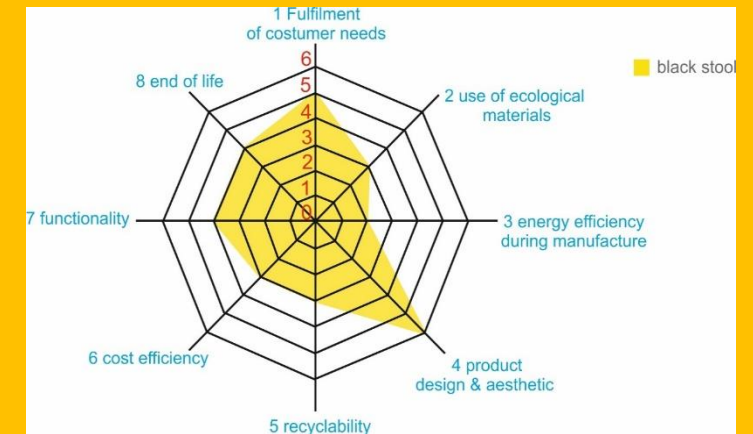 1 Fulfilment
of costumer needs
6
5
4
3
2
1
0
black stool
8 end of life
2 use of ecological
materials
7 functionality
3 energy efficiency
during manufacture
6 cost efficiency
4 product
design & aesthetic
5 recyclability